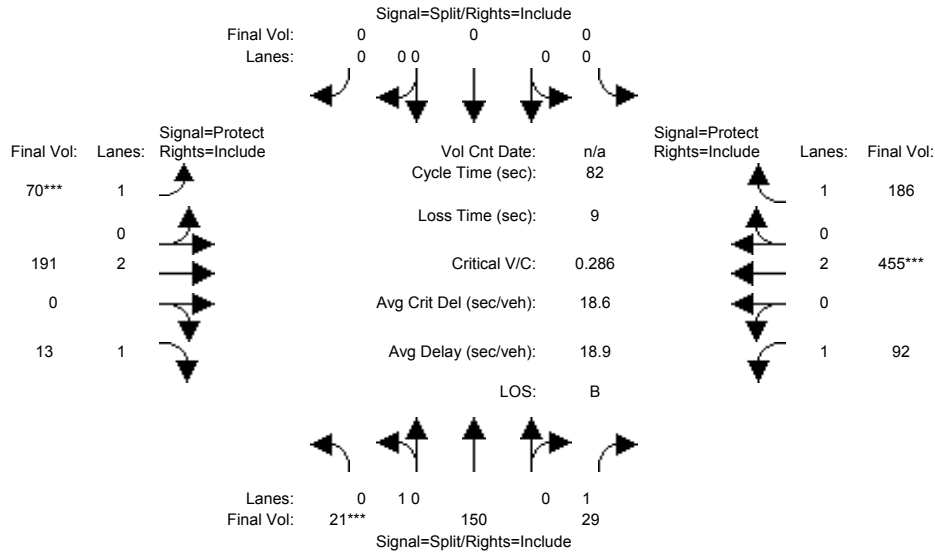 Signal=Split/Rights=Include
Final Vol: 0 0 0
Lanes: 0 0 0 0 0
Signal=Protect Signal=Protect
Final Vol: Lanes: Rights=Include Vol Cnt Date: n/a Rights=Include Lanes: Final Vol:
Cycle Time (sec): 82
70*** 1 1 186
Loss Time (sec): 9
0 0
191 2 Critical V/C: 0.286 2 455***
0 Avg Crit Del (sec/veh): 18.6 0
13 1 Avg Delay (sec/veh): 18.9 1 92
LOS: B
Lanes: 0 1 0 0 1
Final Vol: 21*** 150 29
Signal=Split/Rights=Include